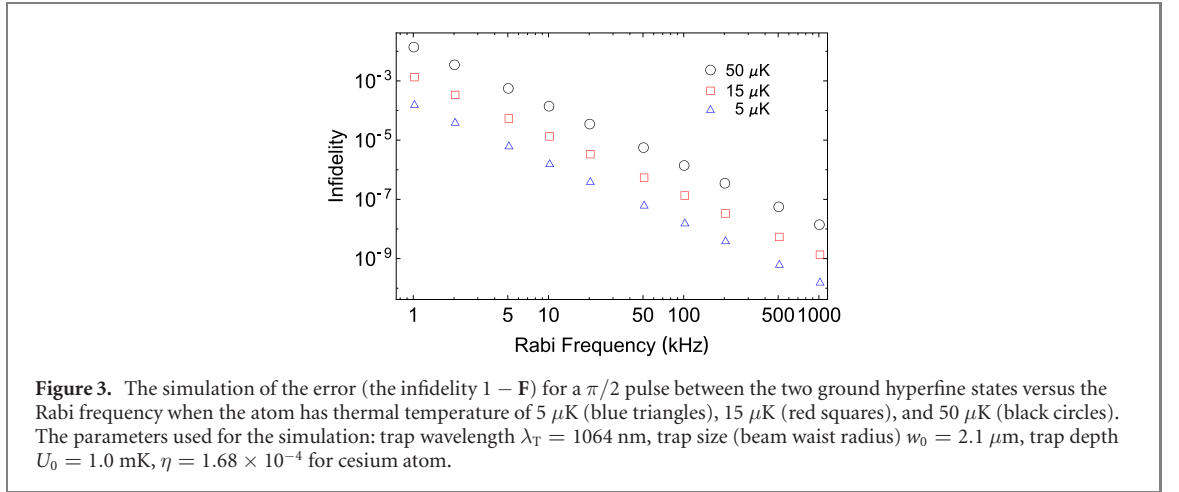 10⁻³
10⁻⁵
10⁻⁷
10⁻⁹
Infidelity
50 μK
15 μK
5 μK
1 5 10 50 100 500 1000
Rabi Frequency (kHz)
Figure 3. The simulation of the error (the infidelity 1 − F) for a π/2 pulse between the two ground hyperfine states versus the
Rabi frequency when the atom has thermal temperature of 5 μK (blue triangles), 15 μK (red squares), and 50 μK (black circles).
The parameters used for the simulation: trap wavelength λ_T = 1064 nm, trap size (beam waist radius) w₀ = 2.1 μm, trap depth
U₀ = 1.0 mK, η = 1.68 × 10⁻⁴ for cesium atom.